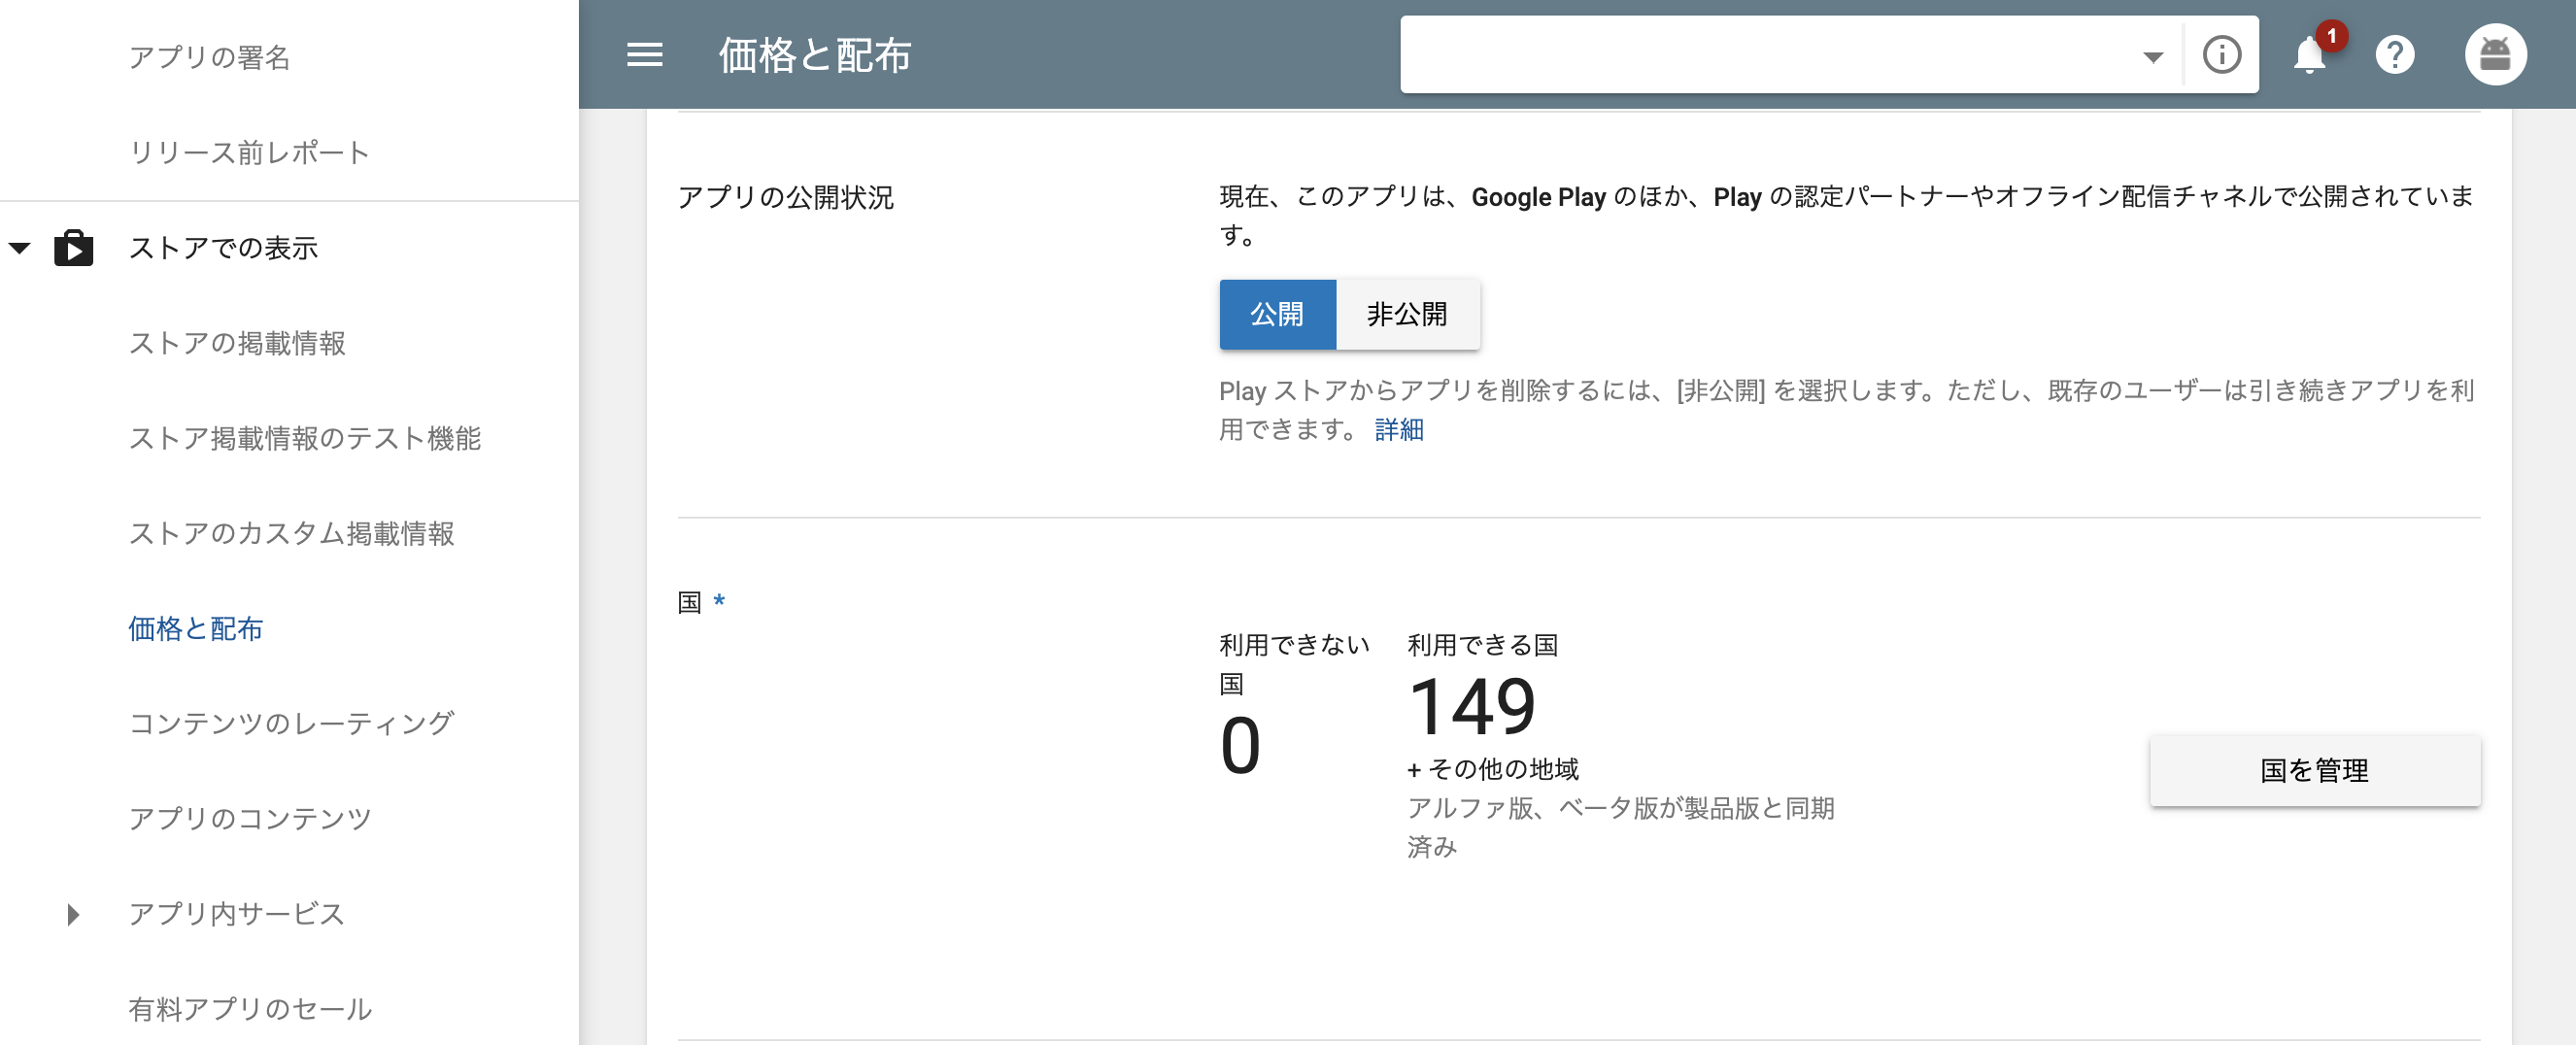 アプリの署名
リリース前レポート
ストアでの表示
ストアの掲載情報
ストア掲載情報のテスト機能
ストアのカスタム掲載情報
価格と配布
コンテンツのレーティング
アプリのコンテンツ
アプリ内サービス
有料アプリのセール
価格と配布
1
アプリの公開状況
現在、このアプリは、Google Play のほか、Play の認定パートナーやオフライン配信チャネルで公開されていま
す。
公開 非公開
Play ストアからアプリを削除するには、[非公開] を選択します。ただし、既存のユーザーは引き続きアプリを利
用できます。 詳細
国 *
利用できない
国
0
利用できる国
149
+ その他の地域
アルファ版、ベータ版が製品版と同期
済み
国を管理